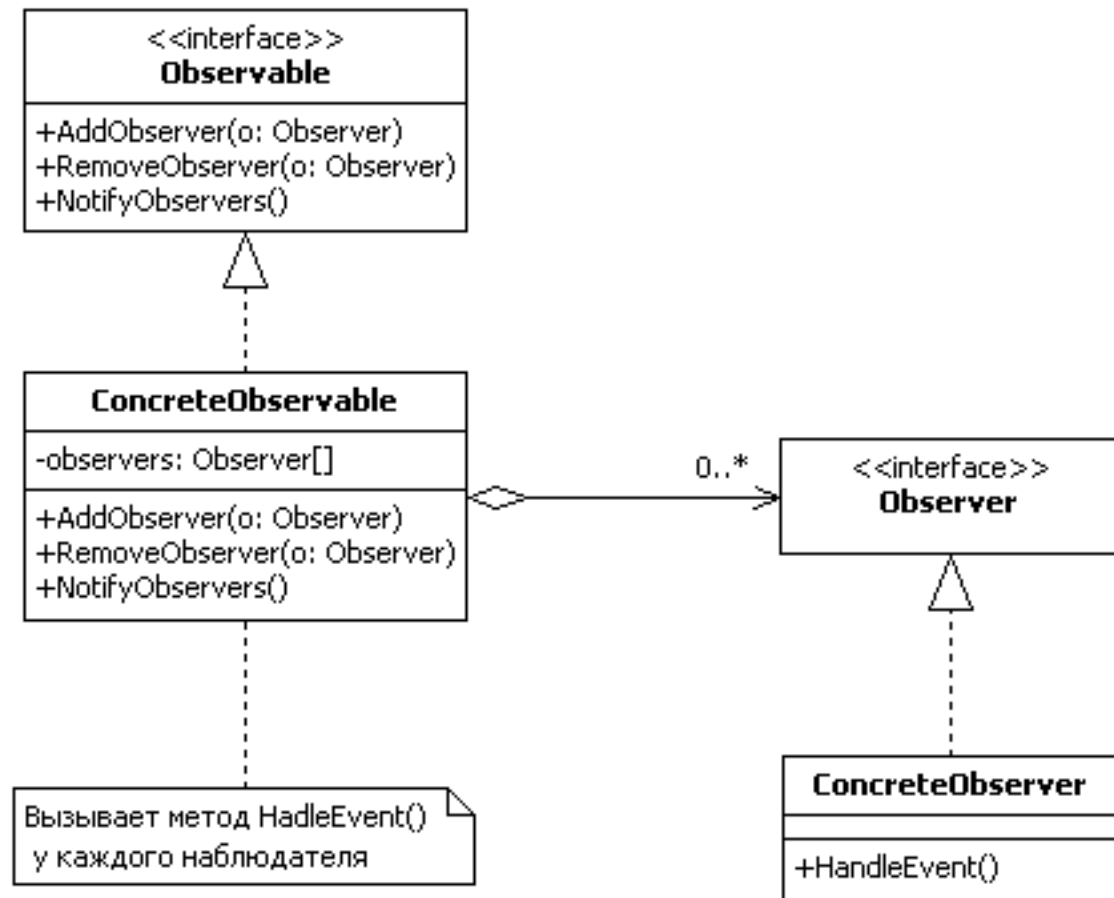 <<interface>>
Observable
+AddObserver(o: Observer)
+RemoveObserver(o: Observer)
+NotifyObservers()
ConcreteObservable
-observers: Observer[]
+AddObserver(o: Observer)
+RemoveObserver(o: Observer)
+NotifyObservers()
0..*
<<interface>>
Observer
Вызывает метод HadleEvent()
у каждого наблюдателя
ConcreteObserver
+HandleEvent()